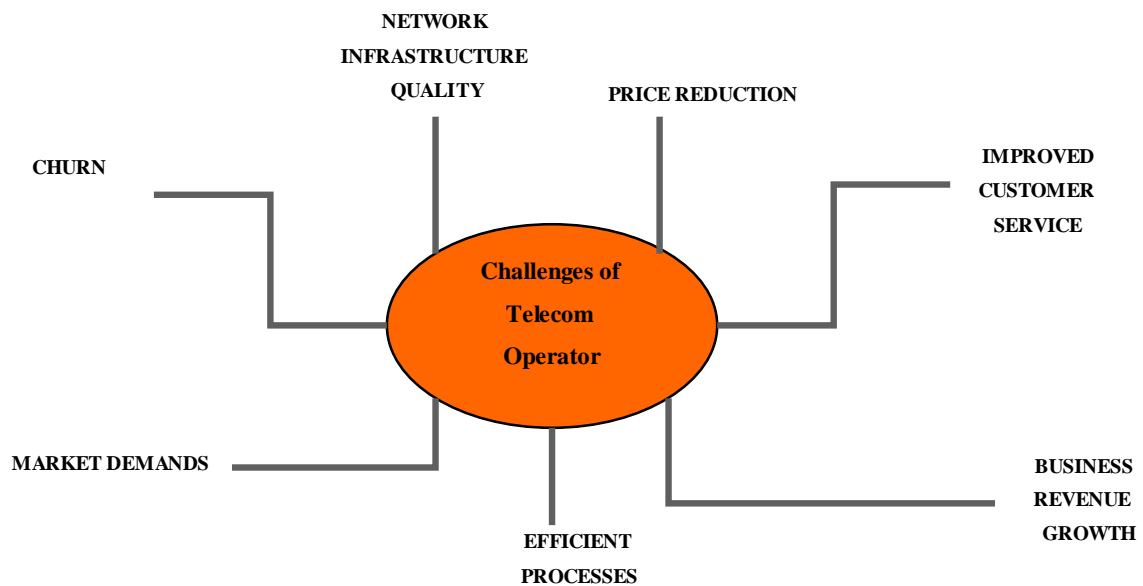 NETWORK
INFRASTRUCTURE
QUALITY
PRICE REDUCTION
CHURN
IMPROVED
CUSTOMER
SERVICE
Challenges of
Telecom
Operator
MARKET DEMANDS
BUSINESS
REVENUE
GROWTH
EFFICIENT
PROCESSES